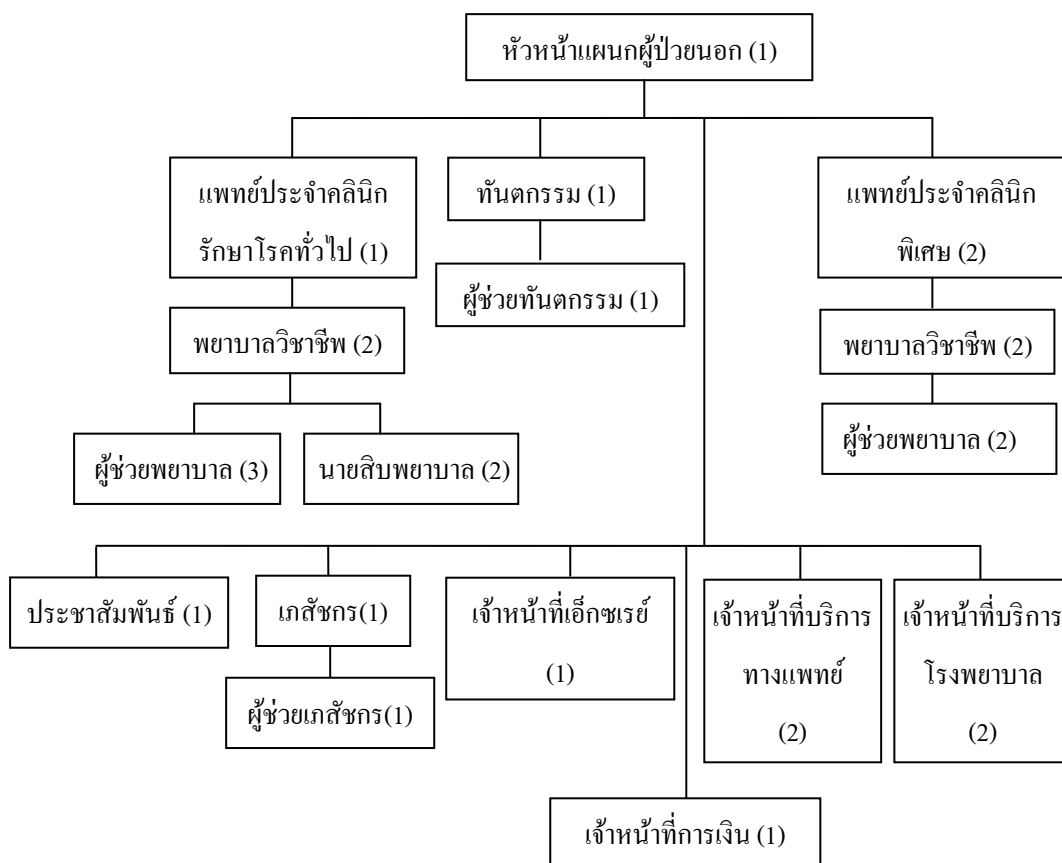 หัวหน้าแผนกผู้ป่วยนอก (1)
แพทย์ประจำคลินิก
รักษาโรคทั่วไป (1)
ทันตกรรม (1)
แพทย์ประจำคลินิก
พิเศษ (2)
ผู้ช่วยทันตกรรม (1)
พยาบาลวิชาชีพ (2)
พยาบาลวิชาชีพ (2)
ผู้ช่วยพยาบาล (3)
นายสิบพยาบาล (2)
ผู้ช่วยพยาบาล (2)
ประชาสัมพันธ์ (1)
เภสัชกร(1)
เจ้าหน้าที่เอ็กซเรย์
(1)
เจ้าหน้าที่บริการ
ทางแพทย์
(2)
เจ้าหน้าที่บริการ
โรงพยาบาล
(2)
ผู้ช่วยเภสัชกร(1)
เจ้าหน้าที่การเงิน (1)